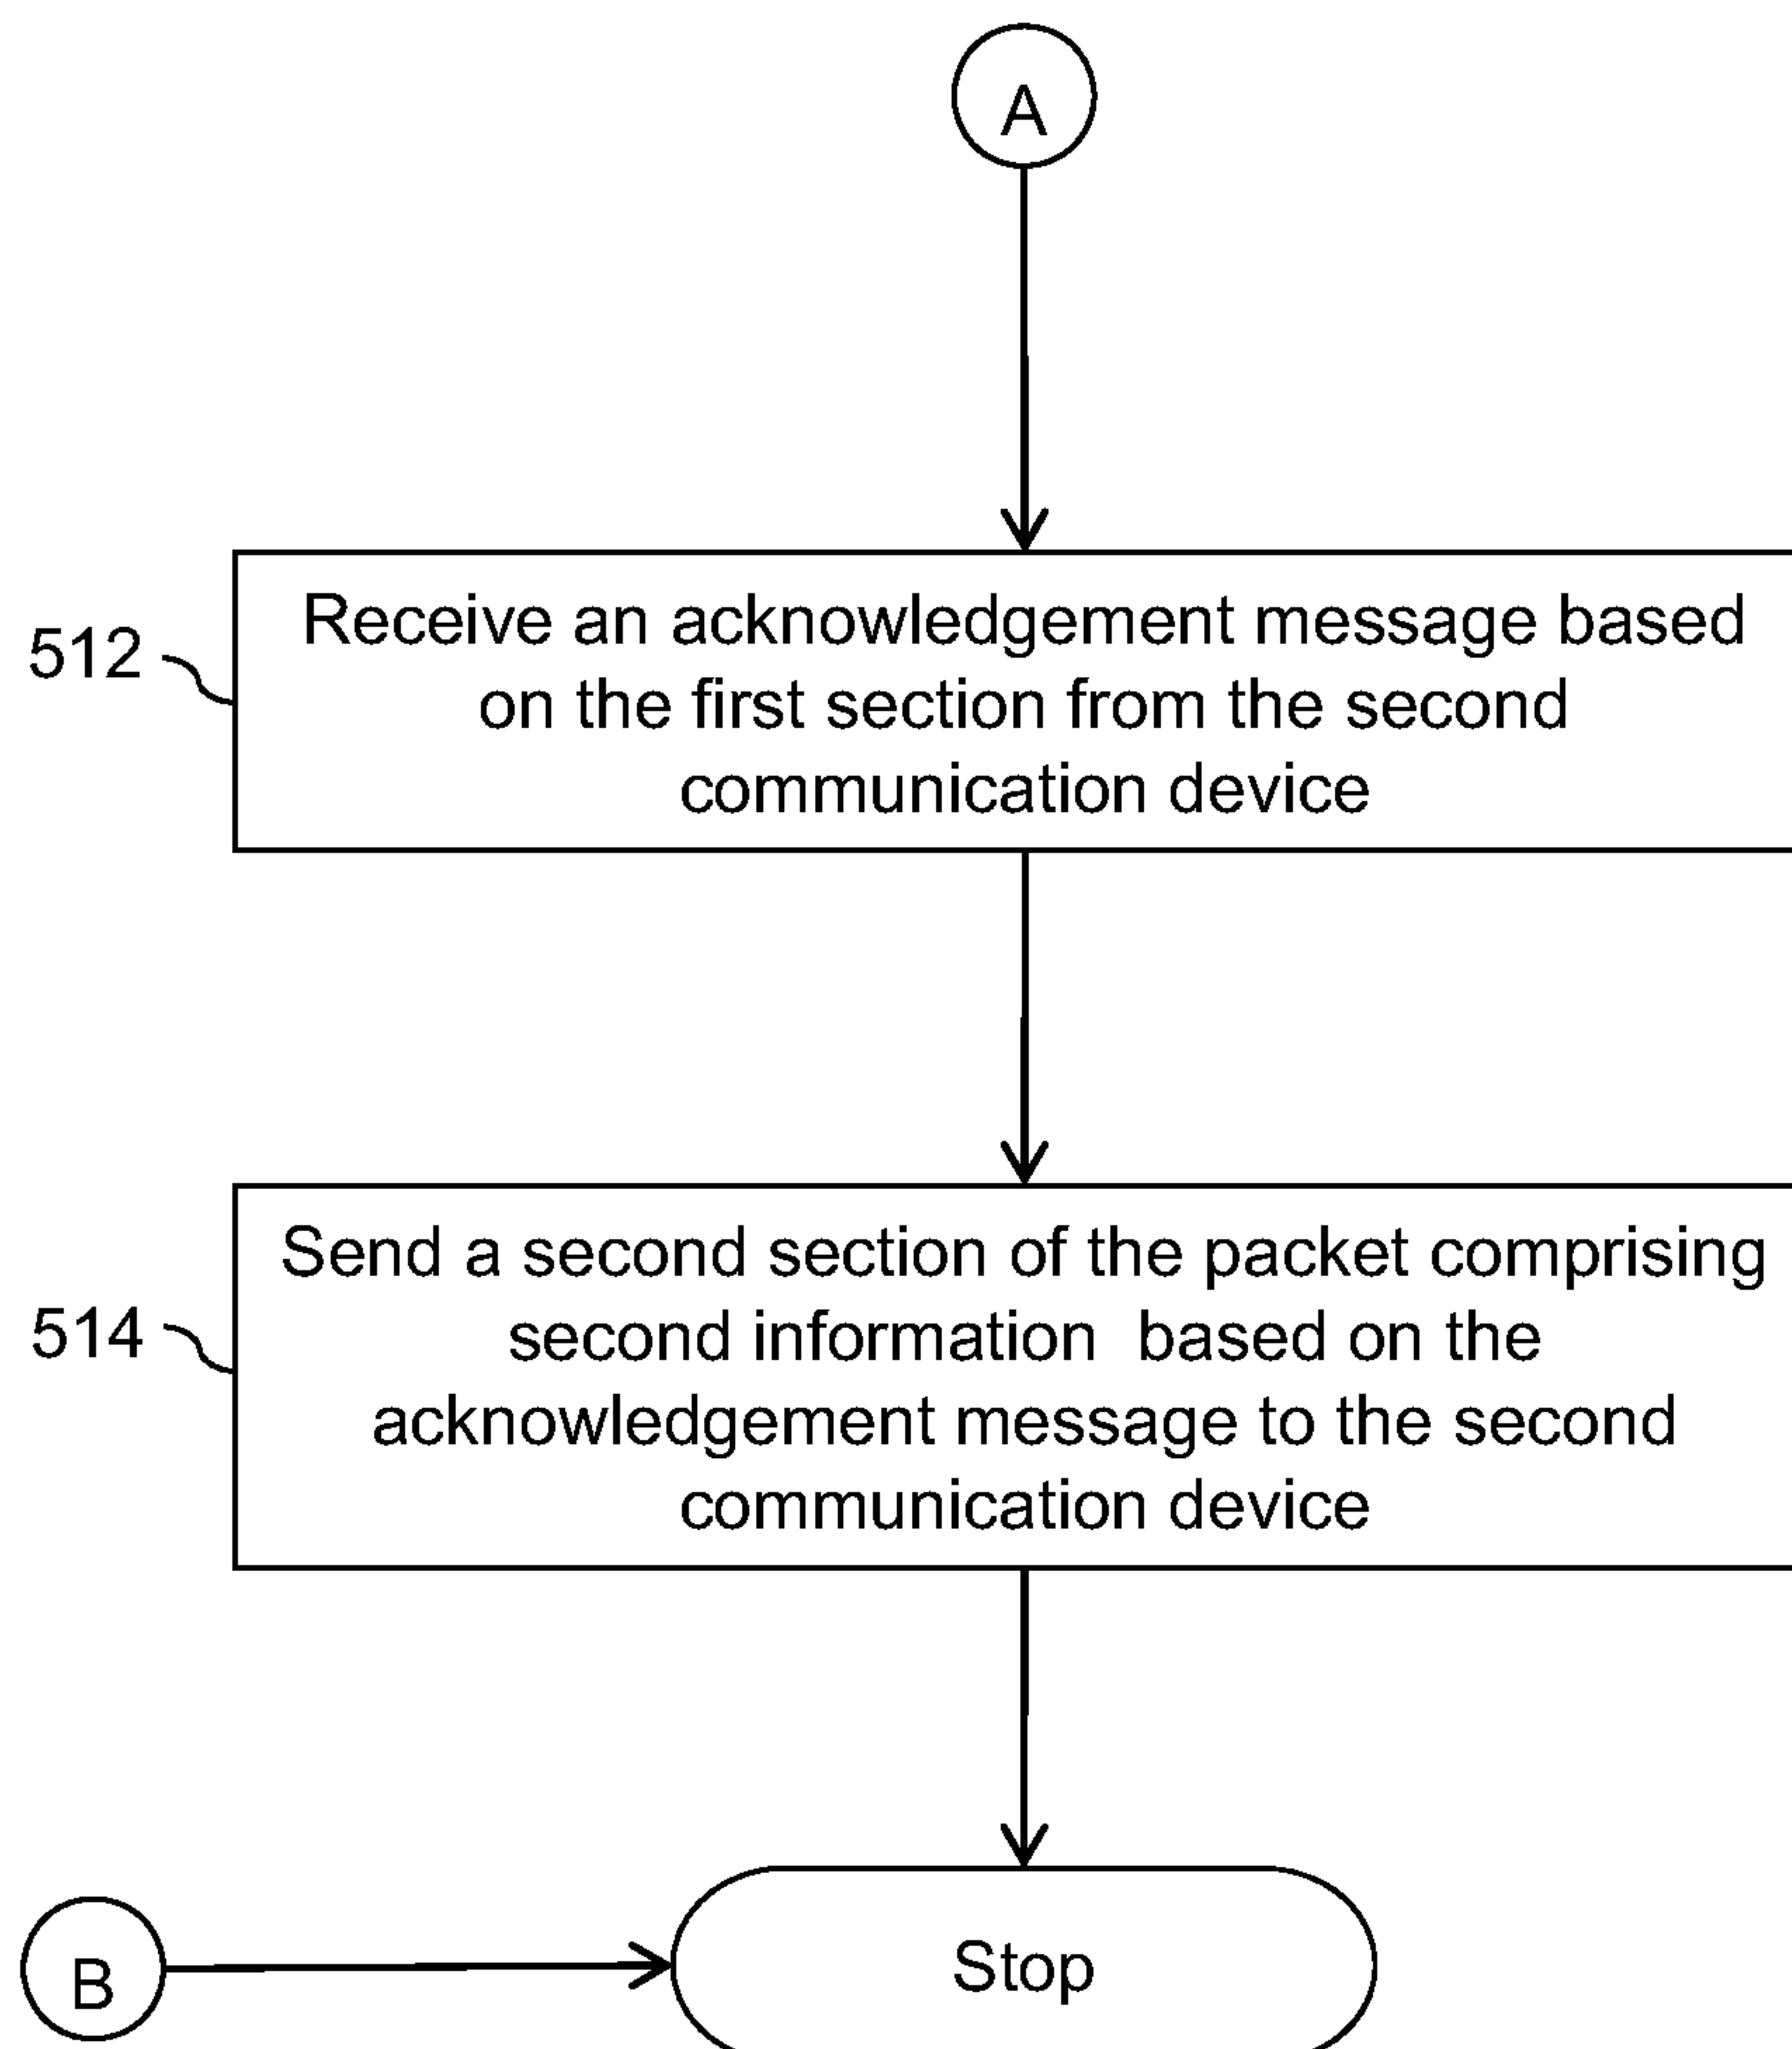 A
512
Receive an acknowledgement message based
on the first section from the second
communication device
514
Send a second section of the packet comprising
second information based on the
acknowledgement message to the second
communication device
B
Stop